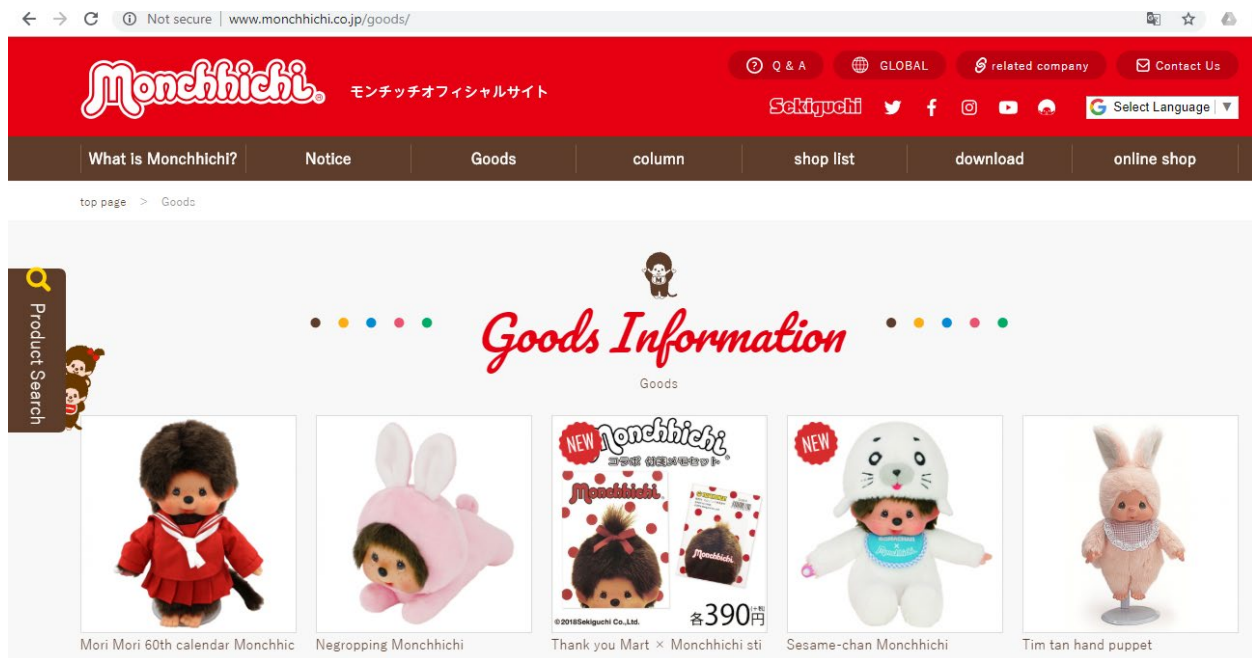 Not secure | www.monchhichi.co.jp/goods/
Monchhichi® モンチッチオフィシャルサイト
Q & A GLOBAL related company Contact Us
Sekiguchi
G Select Language ▼
What is Monchhichi? Notice Goods column shop list download online shop
top page > Goods
Product Search
Goods Information
Goods
NEW
Monchhichi
Monchhichi
Monchhichi
©2018Sekiguchi Co.,Ltd.
各390円
NEW
Mori Mori 60th calendar Monchhic
Negropping Monchhichi
Thank you Mart × Monchhichi sti
Sesame-chan Monchhichi
Tim tan hand puppet